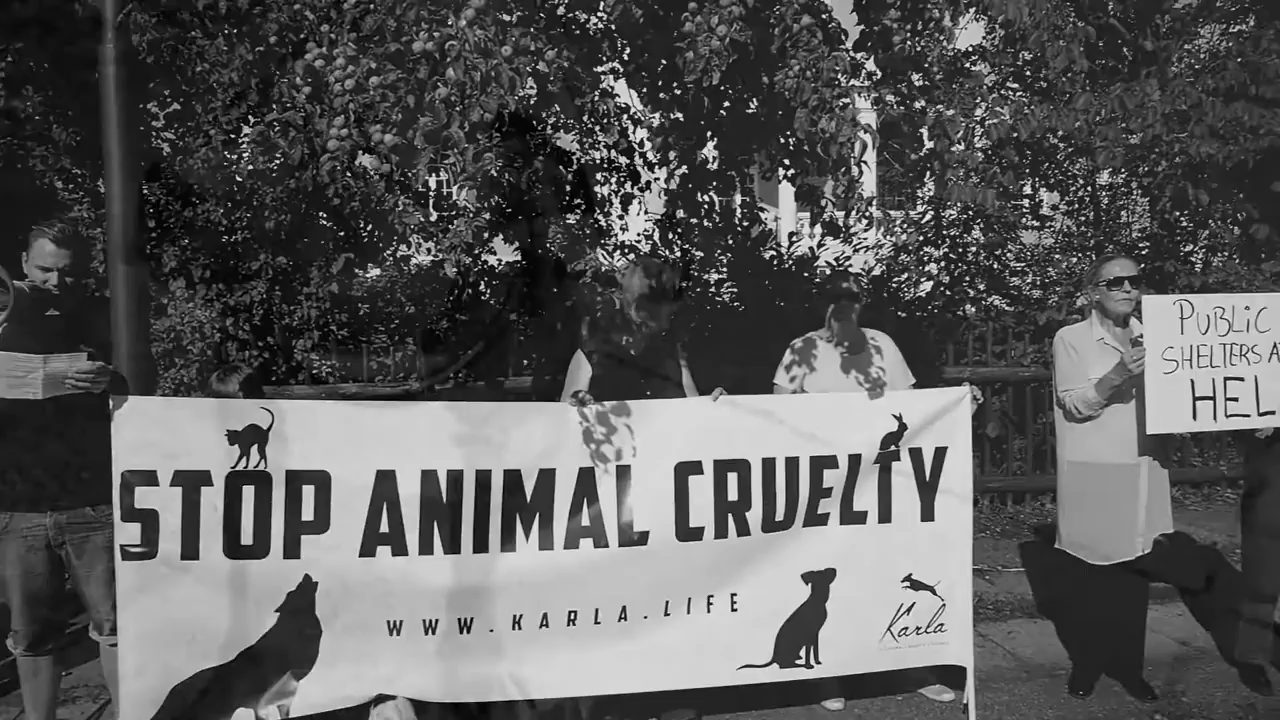 STOP ANIMAL CRUELTY
WWW.KARLA.LIFE
Karla
PUBLIC
SHELTERS
HEL